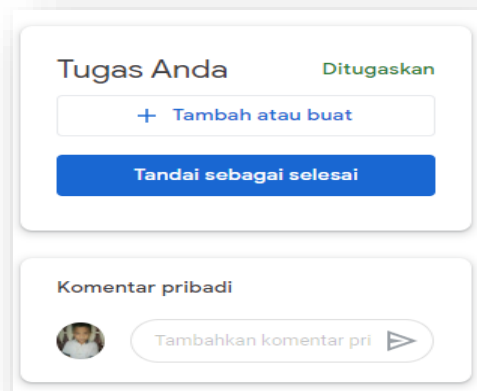 Tugas Anda
Ditugaskan
+ Tambah atau buat
Tandai sebagai selesai
Komentar pribadi
Tambahkan komentar pri